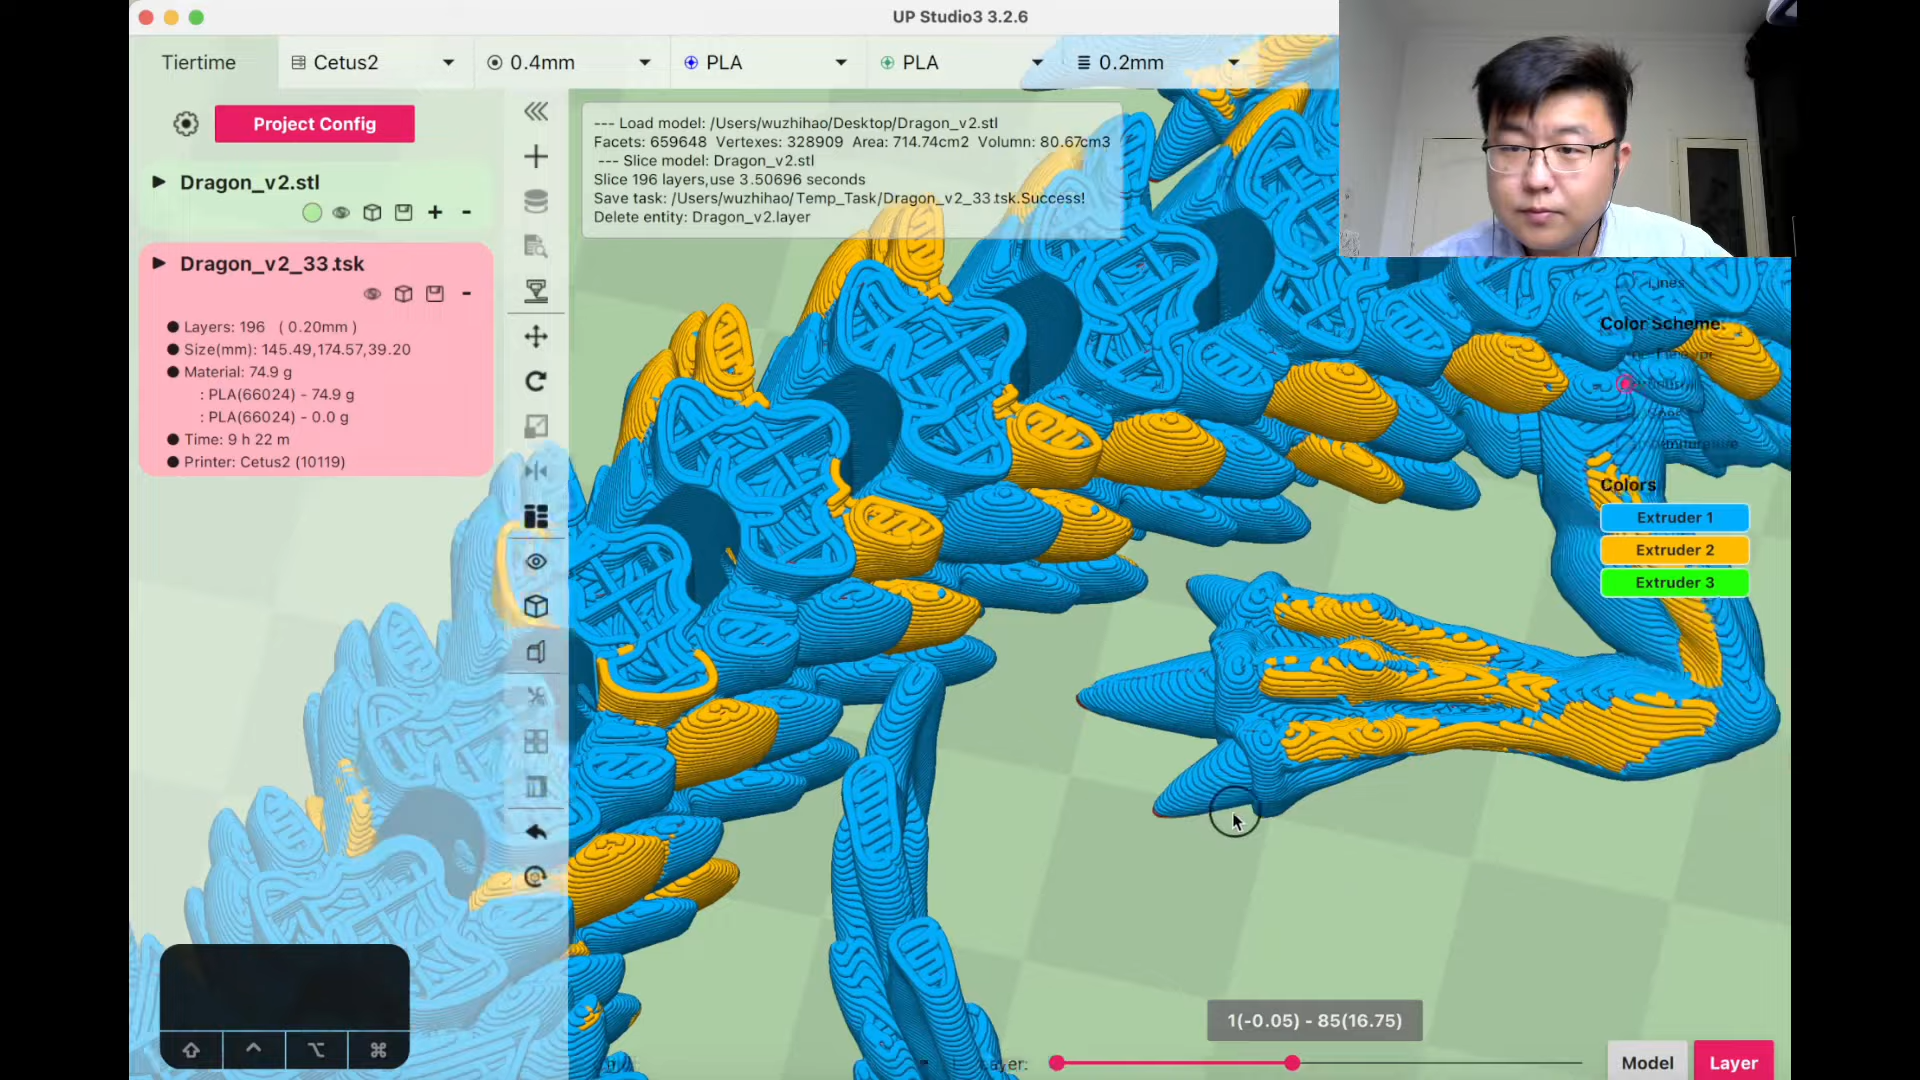 UP Studio3 3.2.6
Tiertime
Cetus2
0.4mm
PLA
PLA
0.2mm
Project Config
Dragon_v2.stl
Dragon_v2_33.tsk
Layers: 196 ( 0.20mm )
Size(mm): 145.49,174.57,39.20
Material: 74.9 g
: PLA(66024) - 74.9 g
: PLA(66024) - 0.0 g
Time: 9 h 22 m
Printer: Cetus2 (10119)
--- Load model: /Users/wuzhihao/Desktop/Dragon_v2.stl
Facets: 659648 Vertexes: 328909 Area: 714.74cm2 Volumn: 80.67cm3
--- Slice model: Dragon_v2.stl
Slice 196 layers,use 3.50696 seconds
Save task: /Users/wuzhihao/Temp_Task/Dragon_v2_33.tsk.Success!
Delete entity: Dragon_v2.layer
Lines
Color Scheme:
Colors
Extruder 1
Extruder 2
Extruder 3
1(-0.05) - 85(16.75)
Model
Layer